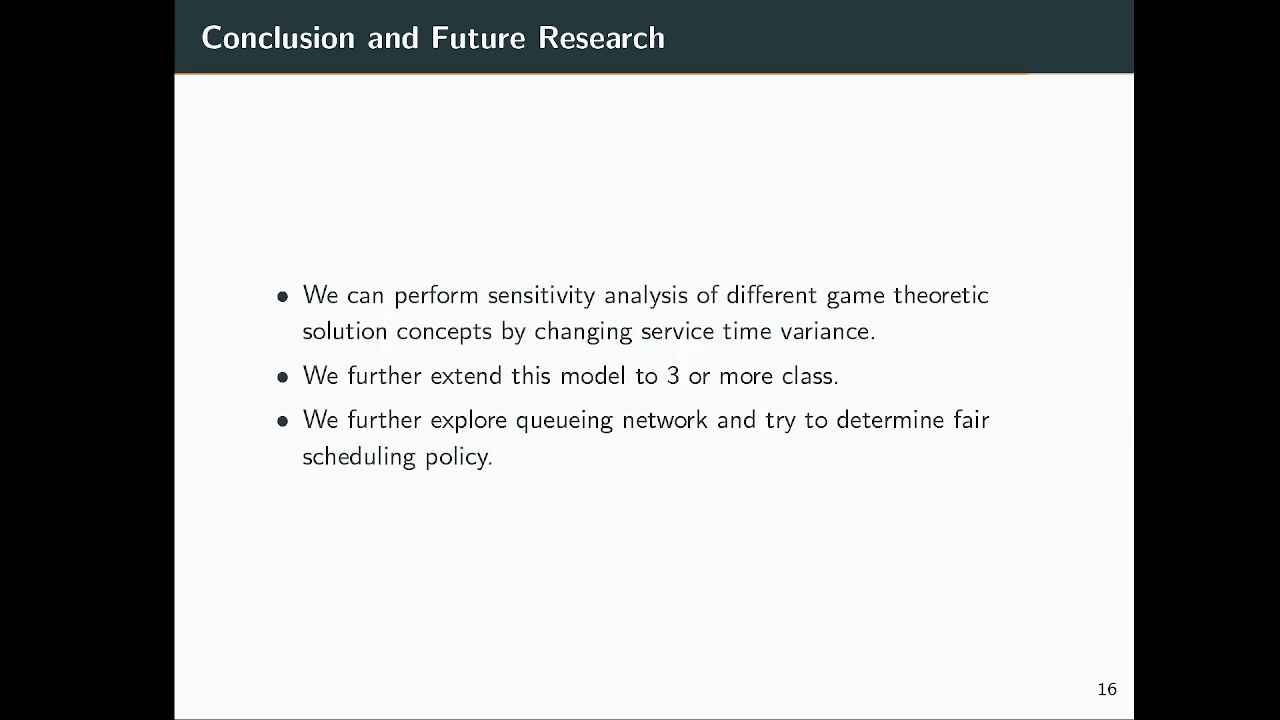 Conclusion and Future Research
• We can perform sensitivity analysis of different game theoretic
solution concepts by changing service time variance.
• We further extend this model to 3 or more class.
• We further explore queueing network and try to determine fair
scheduling policy.
16